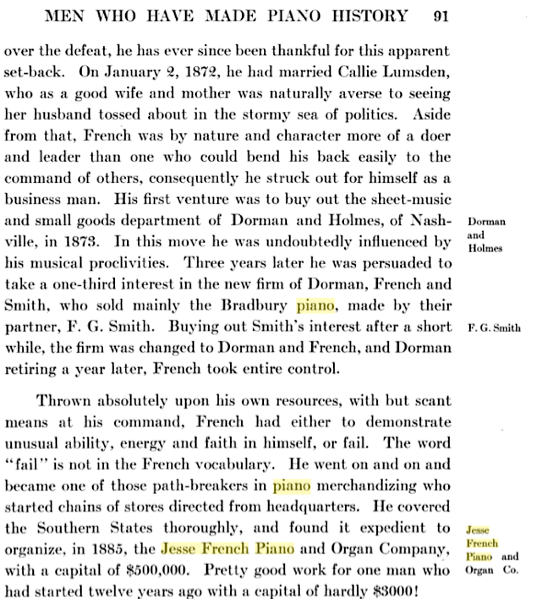 MEN WHO HAVE MADE PIANO HISTORY 91
over the defeat, he has ever since been thankful for this apparent
set-back. On January 2, 1872, he had married Callie Lumsden,
who as a good wife and mother was naturally averse to seeing
her husband tossed about in the stormy sea of politics. Aside
from that, French was by nature and character more of a doer
and leader than one who could bend his back easily to the
command of others, consequently he struck out for himself as a
business man. His first venture was to buy out the sheet-music
and small goods department of Dorman and Holmes, of Nash-
ville, in 1873. In this move he was undoubtedly influenced by
his musical proclivities. Three years later he was persuaded to
take a one-third interest in the new firm of Dorman, French and
Smith, who sold mainly the Bradbury piano, made by their
partner, F. G. Smith. Buying out Smith's interest after a short
while, the firm was changed to Dorman and French, and Dorman
retiring a year later, French took entire control.
Dorman
and
Holmes
F. G. Smith
Thrown absolutely upon his own resources, with but scant
means at his command, French had either to demonstrate
unusual ability, energy and faith in himself, or fail. The word
"fail" is not in the French vocabulary. He went on and on and
became one of those path-breakers in piano merchandizing who
started chains of stores directed from headquarters. He covered
the Southern States thoroughly, and found it expedient to
organize, in 1885, the Jesse French Piano and Organ Company,
with a capital of $500,000. Pretty good work for one man who
had started twelve years ago with a capital of hardly $3000!
Jesse
French
Piano and
Organ Co.